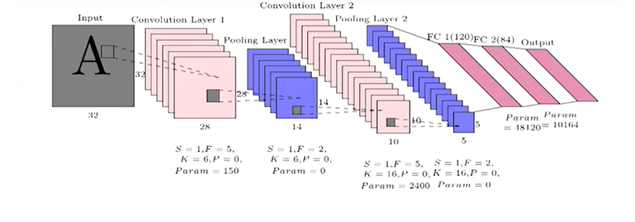 Convolution Layer 2
Input
Convolution Layer 1
Pooling Layer 2
Pooling Layer
FC 1(120)
FC 2(84)
Output
A
32
28
14
10
5
32
28
14
10
5
Param
= 48120
Param
= 10164
S = 1,F = 5,
K = 6,P = 0,
Param = 150
S = 1,F = 2,
K = 6,P = 0,
Param = 0
S = 1,F = 5,
K = 16,P = 0,
Param = 2400
S = 1,F = 2,
K = 16,P = 0,
Param = 0